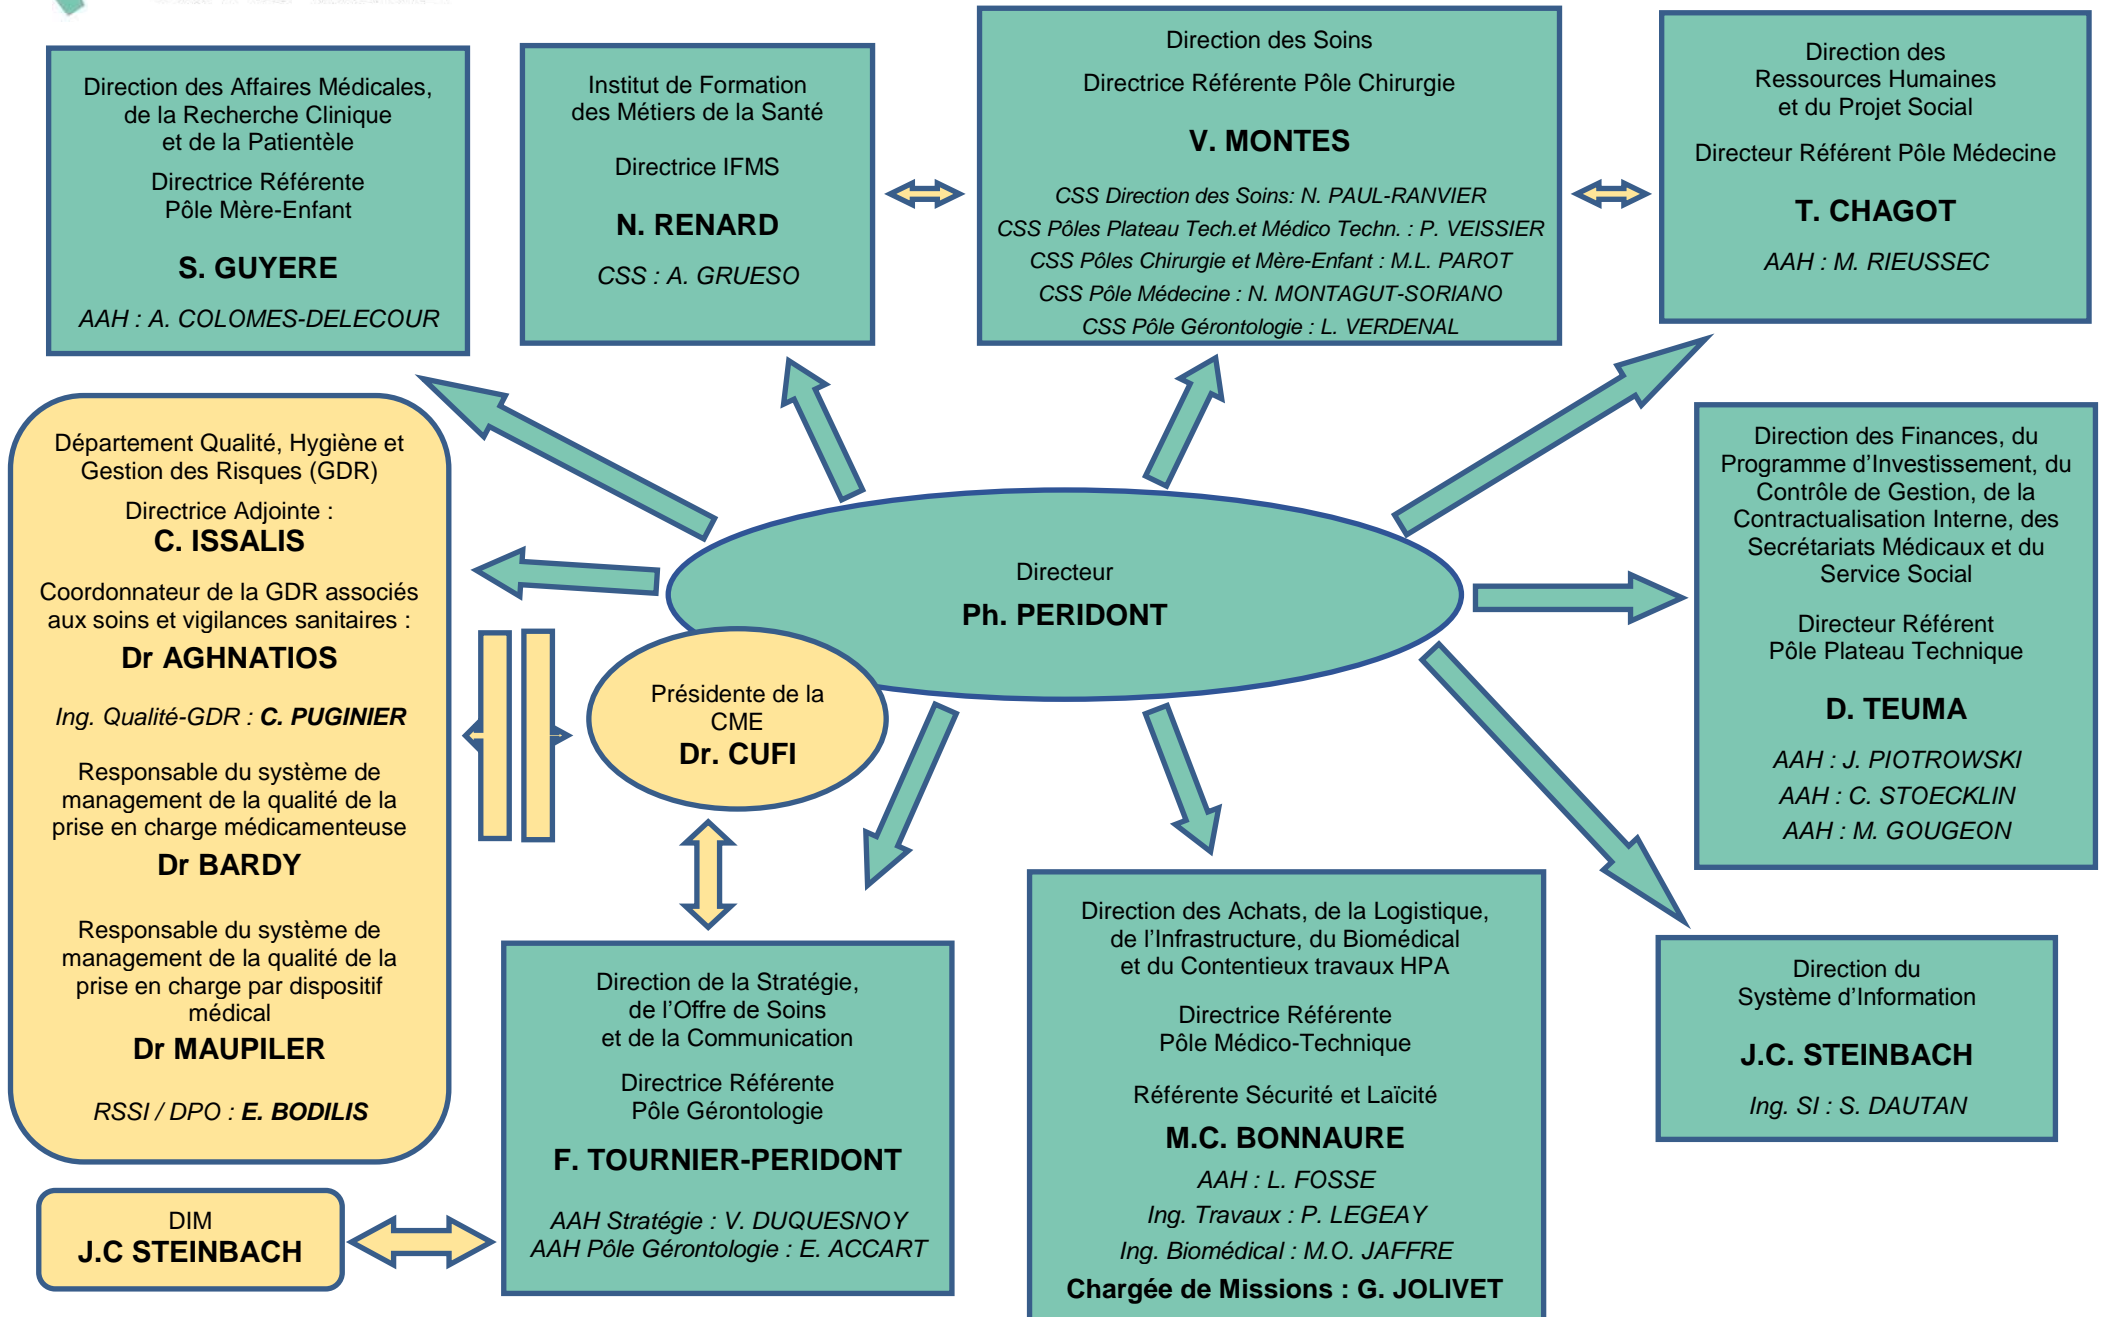 Direction des Affaires Médicales,
de la Recherche Clinique
et de la Patientèle
Directrice Référente
Pôle Mère-Enfant
S. GUYERE
AAH : A. COLOMES-DELECOUR
Institut de Formation
des Métiers de la Santé
Directrice IFMS
N. RENARD
CSS : A. GRUESO
Direction des Soins
Directrice Référente Pôle Chirurgie
V. MONTES
CSS Direction des Soins: N. PAUL-RANVIER
CSS Pôles Plateau Tech.et Médico Techn. : P. VEISSIER
CSS Pôles Chirurgie et Mère-Enfant : M.L. PAROT
CSS Pôle Médecine : N. MONTAGUT-SORIANO
CSS Pôle Gérontologie : L. VERDENAL
Direction des
Ressources Humaines
et du Projet Social
Directeur Référent Pôle Médecine
T. CHAGOT
AAH : M. RIEUSSEC
Département Qualité, Hygiène et
Gestion des Risques (GDR)
Directrice Adjointe :
C. ISSALIS
Coordonnateur de la GDR associés
aux soins et vigilances sanitaires :
Dr AGHNATIOS
Ing. Qualité-GDR : C. PUGINIER
Responsable du système de
management de la qualité de la
prise en charge médicamenteuse
Dr BARDY
Responsable du système de
management de la qualité de la
prise en charge par dispositif
médical
Dr MAUPILER
RSSI / DPO : E. BODILIS
Directeur
Ph. PERIDONT
Présidente de la
CME
Dr. CUFI
Direction des Finances, du
Programme d’Investissement, du
Contrôle de Gestion, de la
Contractualisation Interne, des
Secrétariats Médicaux et du
Service Social
Directeur Référent
Pôle Plateau Technique
D. TEUMA
AAH : J. PIOTROWSKI
AAH : C. STOECKLIN
AAH : M. GOUGEON
DIM
J.C STEINBACH
Direction de la Stratégie,
de l’Offre de Soins
et de la Communication
Directrice Référente
Pôle Gérontologie
F. TOURNIER-PERIDONT
AAH Stratégie : V. DUQUESNOY
AAH Pôle Gérontologie : E. ACCART
Direction des Achats, de la Logistique,
de l’Infrastructure, du Biomédical
et du Contentieux travaux HPA
Directrice Référente
Pôle Médico-Technique
Référente Sécurité et Laïcité
M.C. BONNAURE
AAH : L. FOSSE
Ing. Travaux : P. LEGEAY
Ing. Biomédical : M.O. JAFFRE
Chargée de Missions : G. JOLIVET
Direction du
Système d’Information
J.C. STEINBACH
Ing. SI : S. DAUTAN